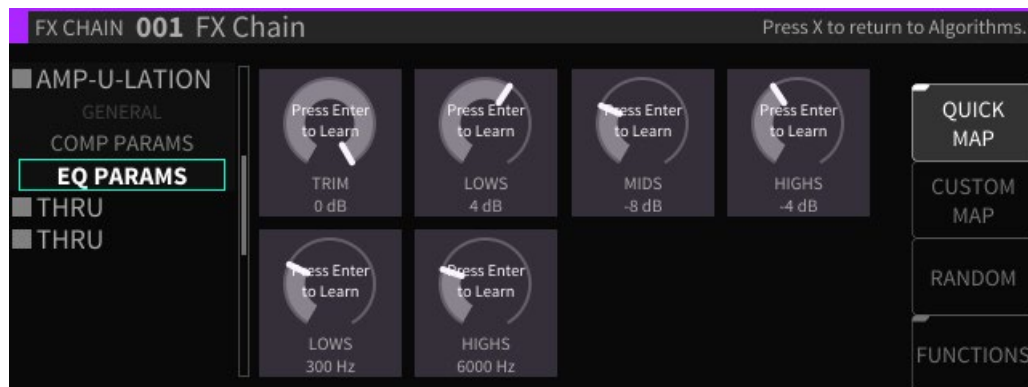 FX CHAIN 001 FX Chain
Press X to return to Algorithms.
AMP-U-LATION
GENERAL
COMP PARAMS
EQ PARAMS
THRU
THRU
Press Enter
to Learn
TRIM
0 dB
Press Enter
to Learn
LOWS
4 dB
Press Enter
to Learn
MIDS
-8 dB
Press Enter
to Learn
HIGHS
-4 dB
Press Enter
to Learn
LOWS
300 Hz
Press Enter
to Learn
HIGHS
6000 Hz
QUICK
MAP
CUSTOM
MAP
RANDOM
FUNCTIONS